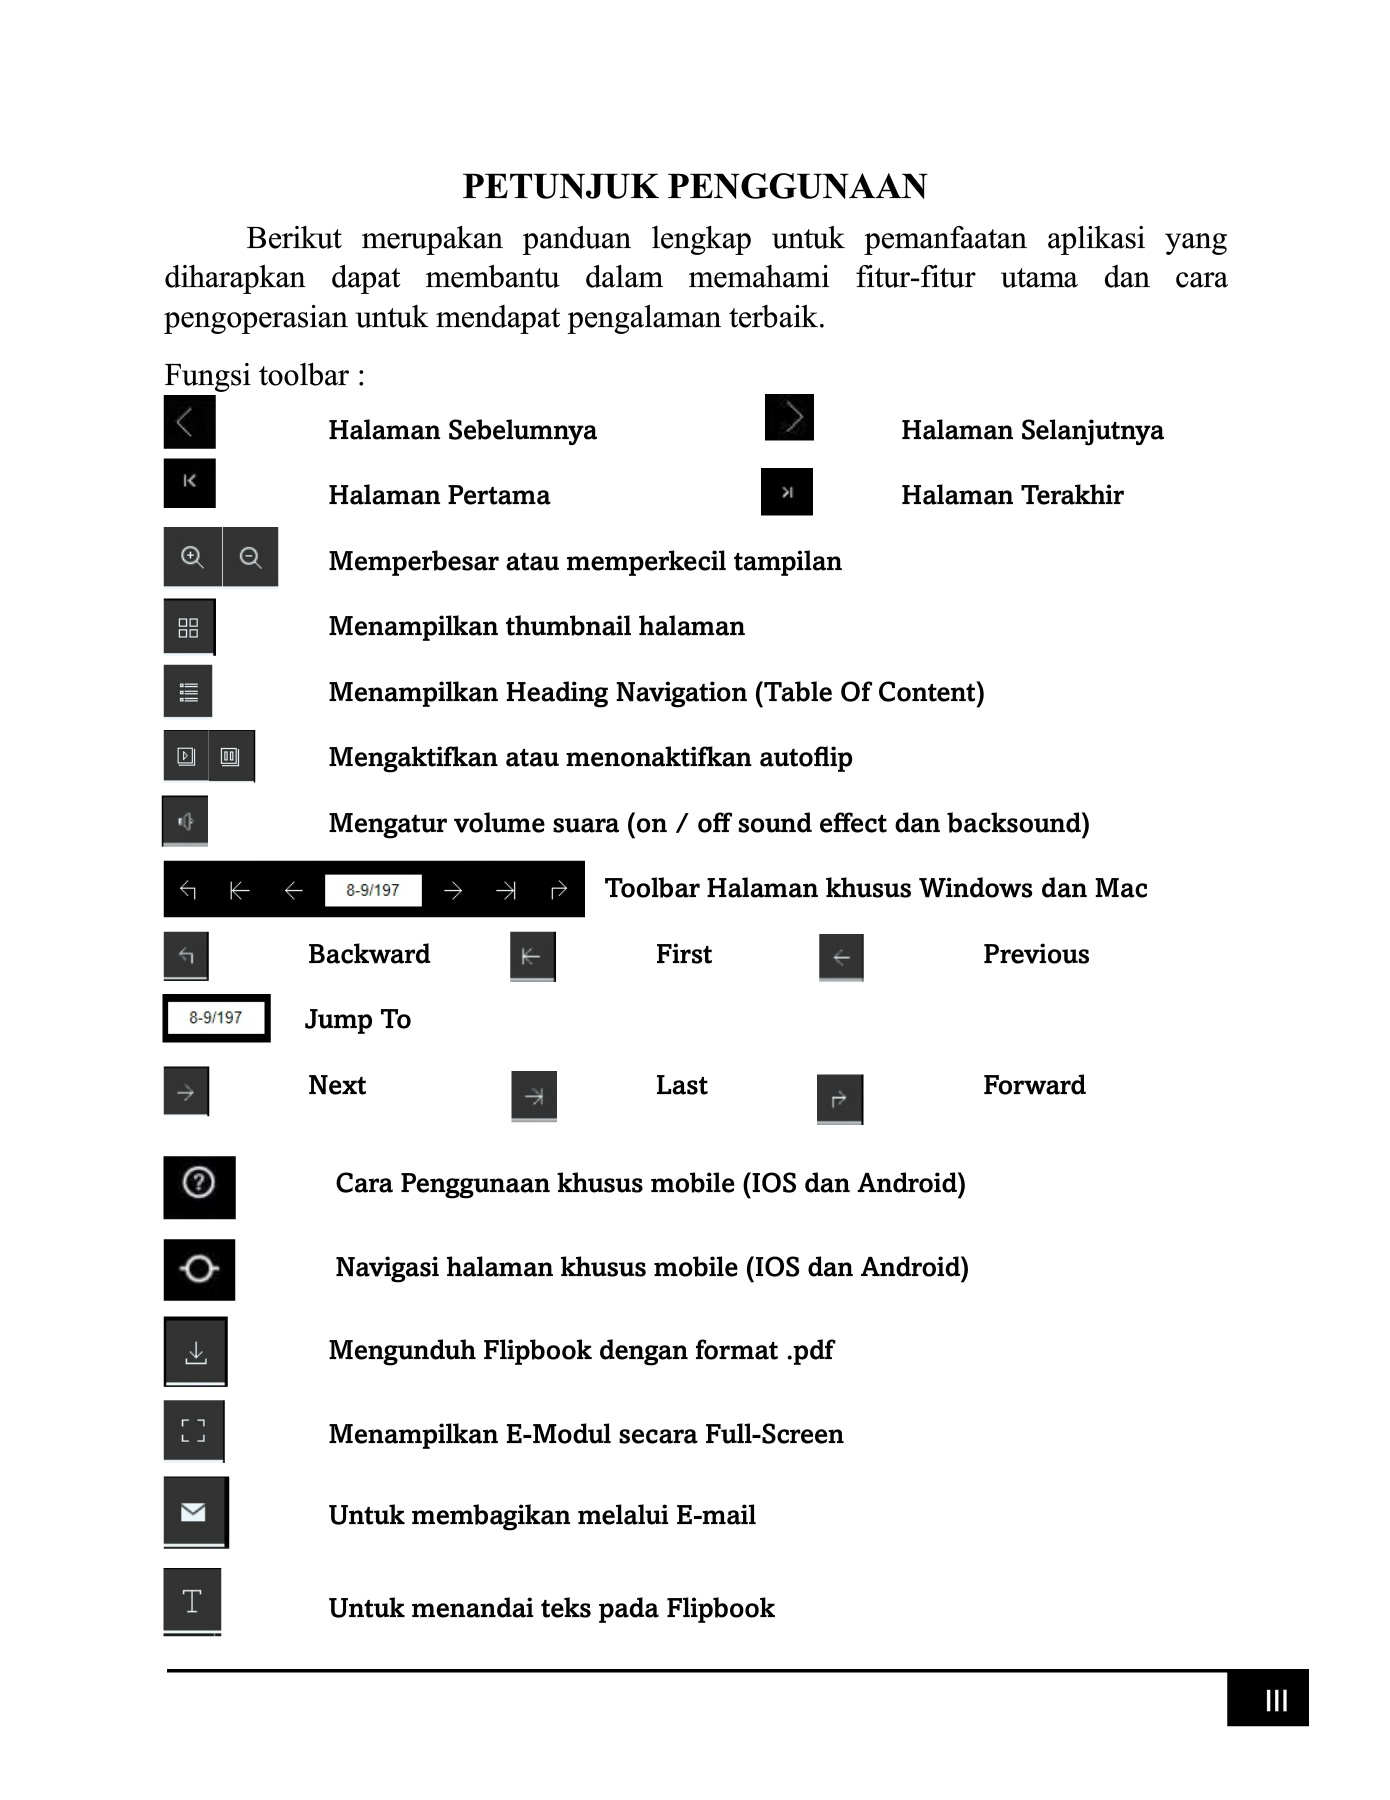 PETUNJUK PENGGUNAAN
Berikut merupakan panduan lengkap untuk pemanfaatan aplikasi yang
diharapkan dapat membantu dalam memahami fitur-fitur utama dan cara
pengoperasian untuk mendapat pengalaman terbaik.
Fungsi toolbar :
Halaman Sebelumnya Halaman Selanjutnya
Halaman Pertama Halaman Terakhir
Memperbesar atau memperkecil tampilan
Menampilkan thumbnail halaman
Menampilkan Heading Navigation (Table Of Content)
Mengaktifkan atau menonaktifkan autoflip
Mengatur volume suara (on / off sound effect dan backsound)
8-9/197 Toolbar Halaman khusus Windows dan Mac
Backward First Previous
8-9/197 Jump To
Next Last Forward
Cara Penggunaan khusus mobile (IOS dan Android)
Navigasi halaman khusus mobile (IOS dan Android)
Mengunduh Flipbook dengan format .pdf
Menampilkan E-Modul secara Full-Screen
Untuk membagikan melalui E-mail
T Untuk menandai teks pada Flipbook
III